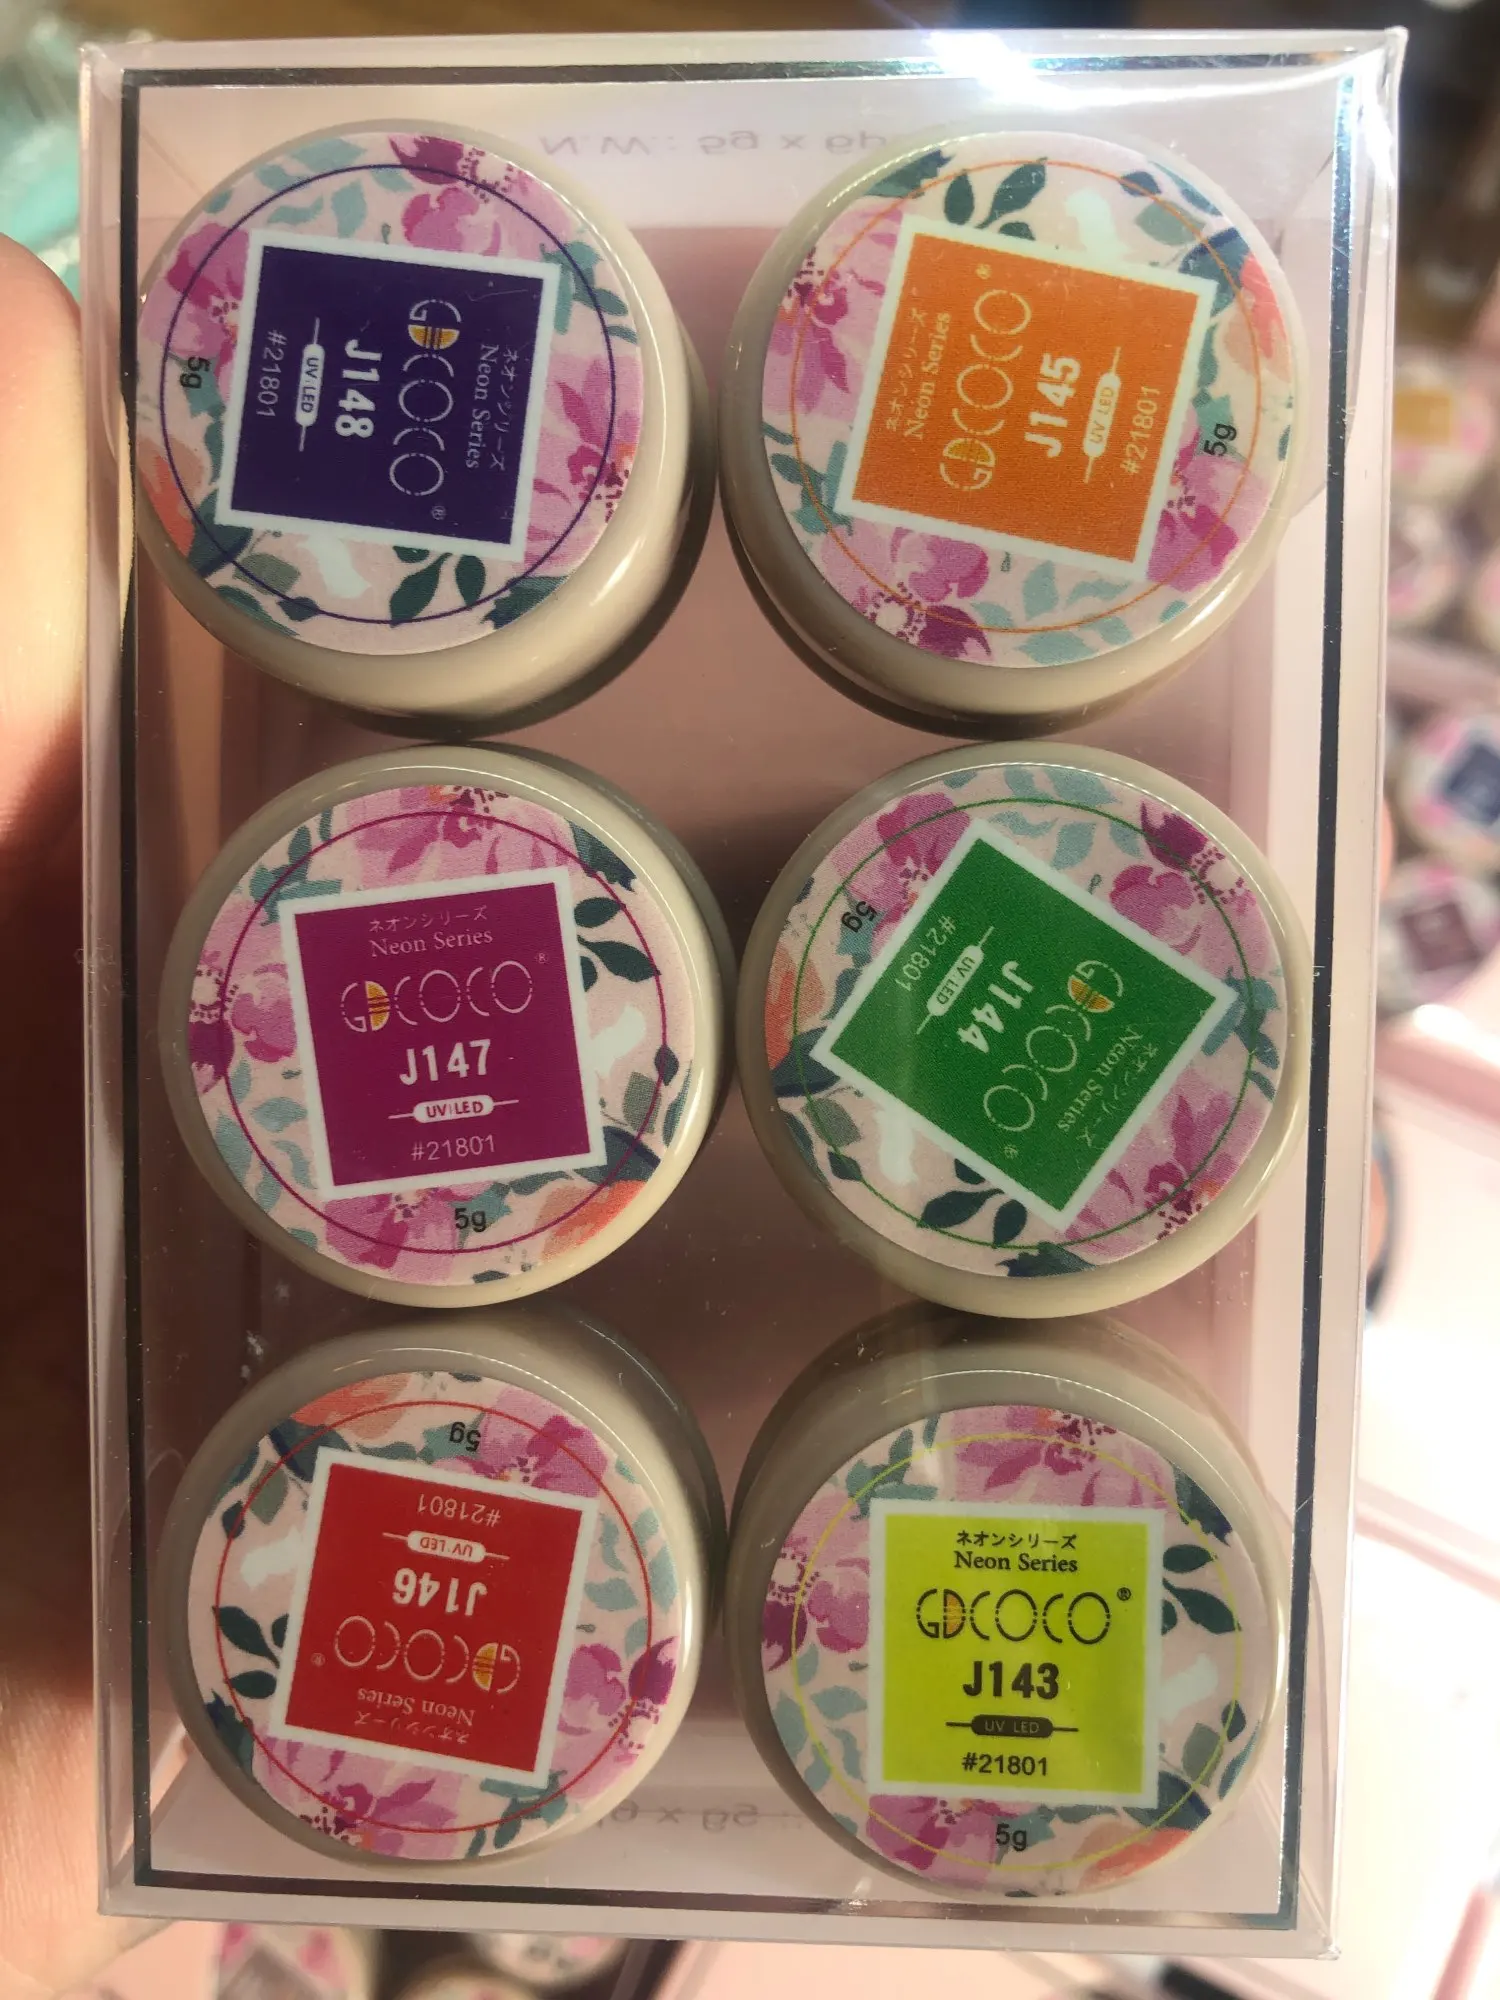 N.W: 5g x 6p
ネオンシリーズ
Neon Series
GDCOCO®
J148
UV LED
#21801
5g
ネオンシリーズ
Neon Series
GDCOCO®
J145
UV LED
#21801
5g
ネオンシリーズ
Neon Series
GDCOCO®
J147
UV LED
#21801
5g
ネオンシリーズ
Neon Series
GDCOCO®
J144
UV LED
#21801
5g
ネオンシリーズ
Neon Series
GDCOCO®
J146
UV LED
#21801
5g
ネオンシリーズ
Neon Series
GDCOCO®
J143
UV LED
#21801
5g
: 5g x 6